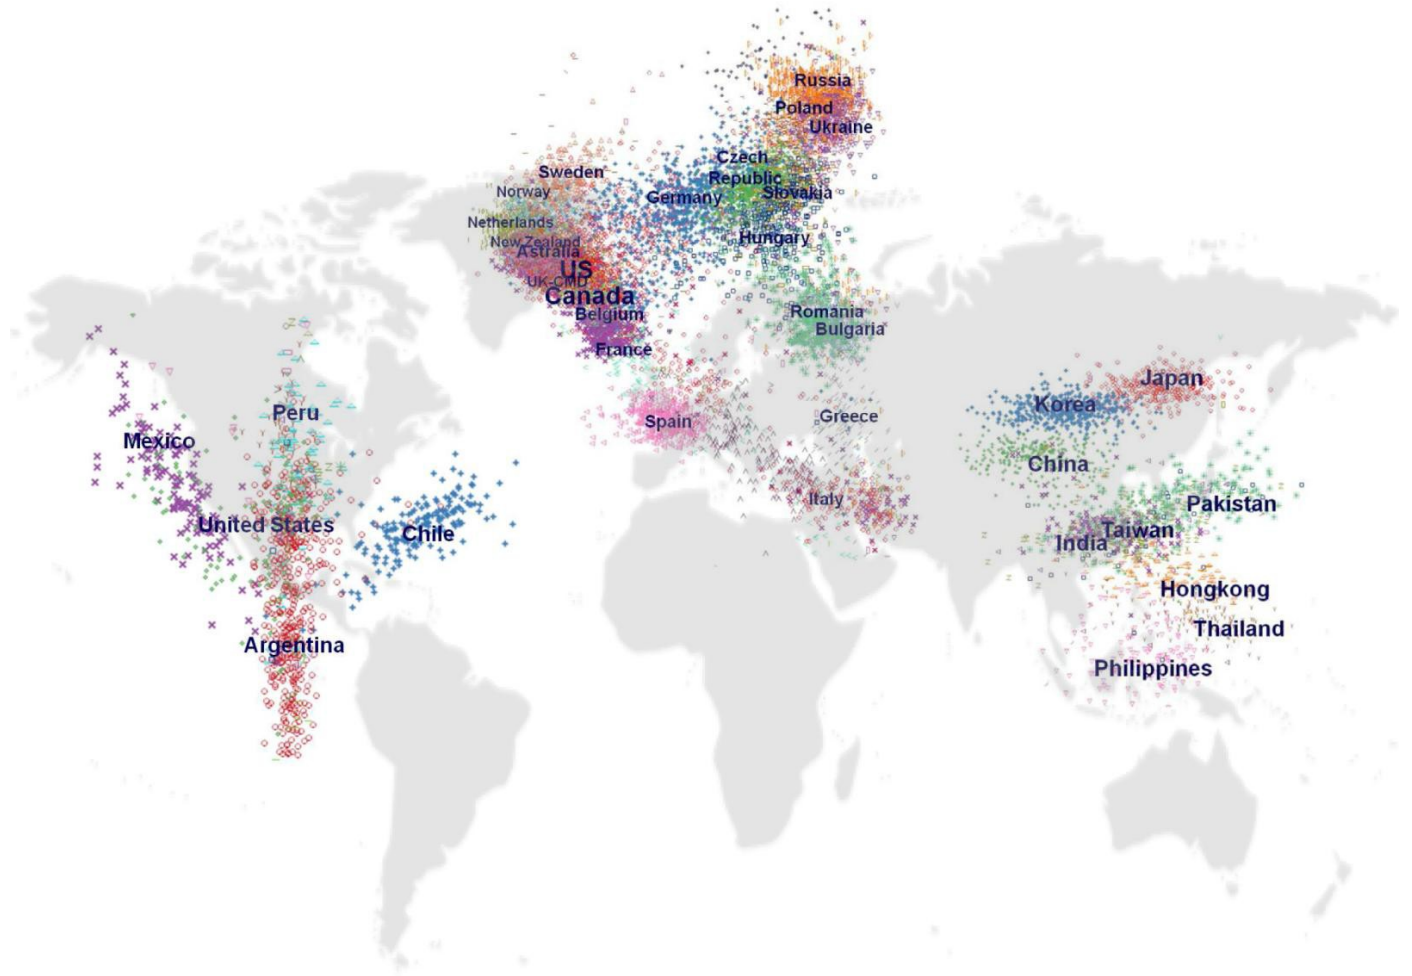 Russia
Poland
Ukraine
Czech
Republic
Slovakia
Sweden
Norway
Germany
Netherlands
New Zealand
Astralia
Hungary
US
UK-CMD
Canada
Belgium
France
Romania
Bulgaria
Japan
Korea
Peru
Greece
Spain
Mexico
China
Italy
Pakistan
United States
Chile
Taiwan
India
Hongkong
Thailand
Argentina
Philippines